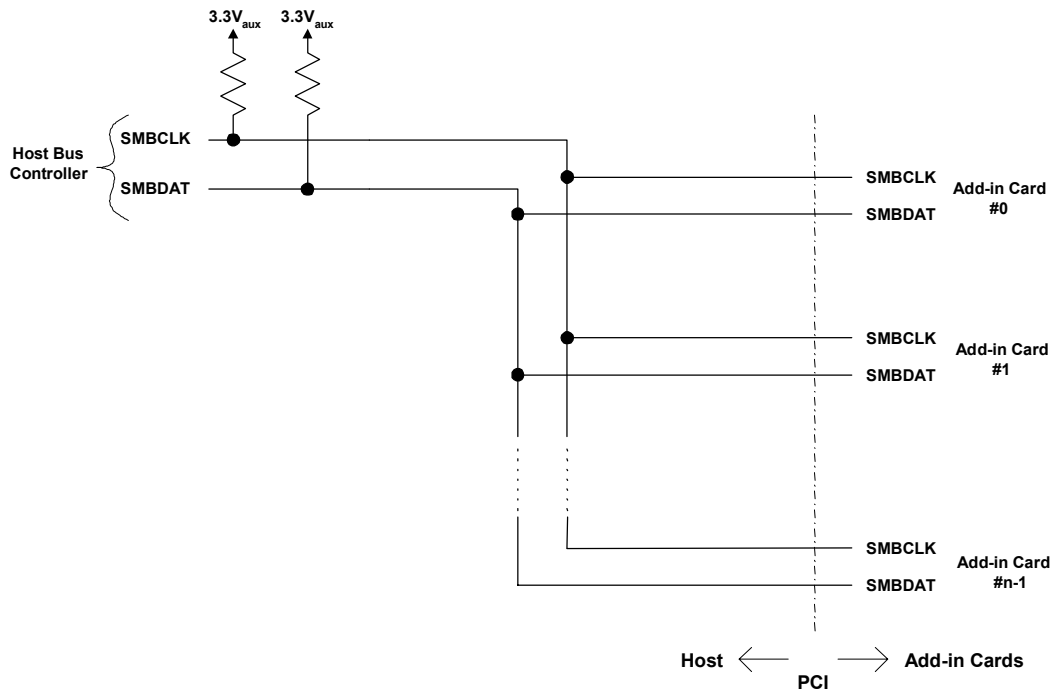 3.3Vaux
3.3Vaux
Host Bus
Controller
SMBCLK
SMBDAT
SMBCLK
SMBDAT
Add-in Card
#0
SMBCLK
SMBDAT
Add-in Card
#1
SMBCLK
SMBDAT
Add-in Card
#n-1
Host
PCI
Add-in Cards